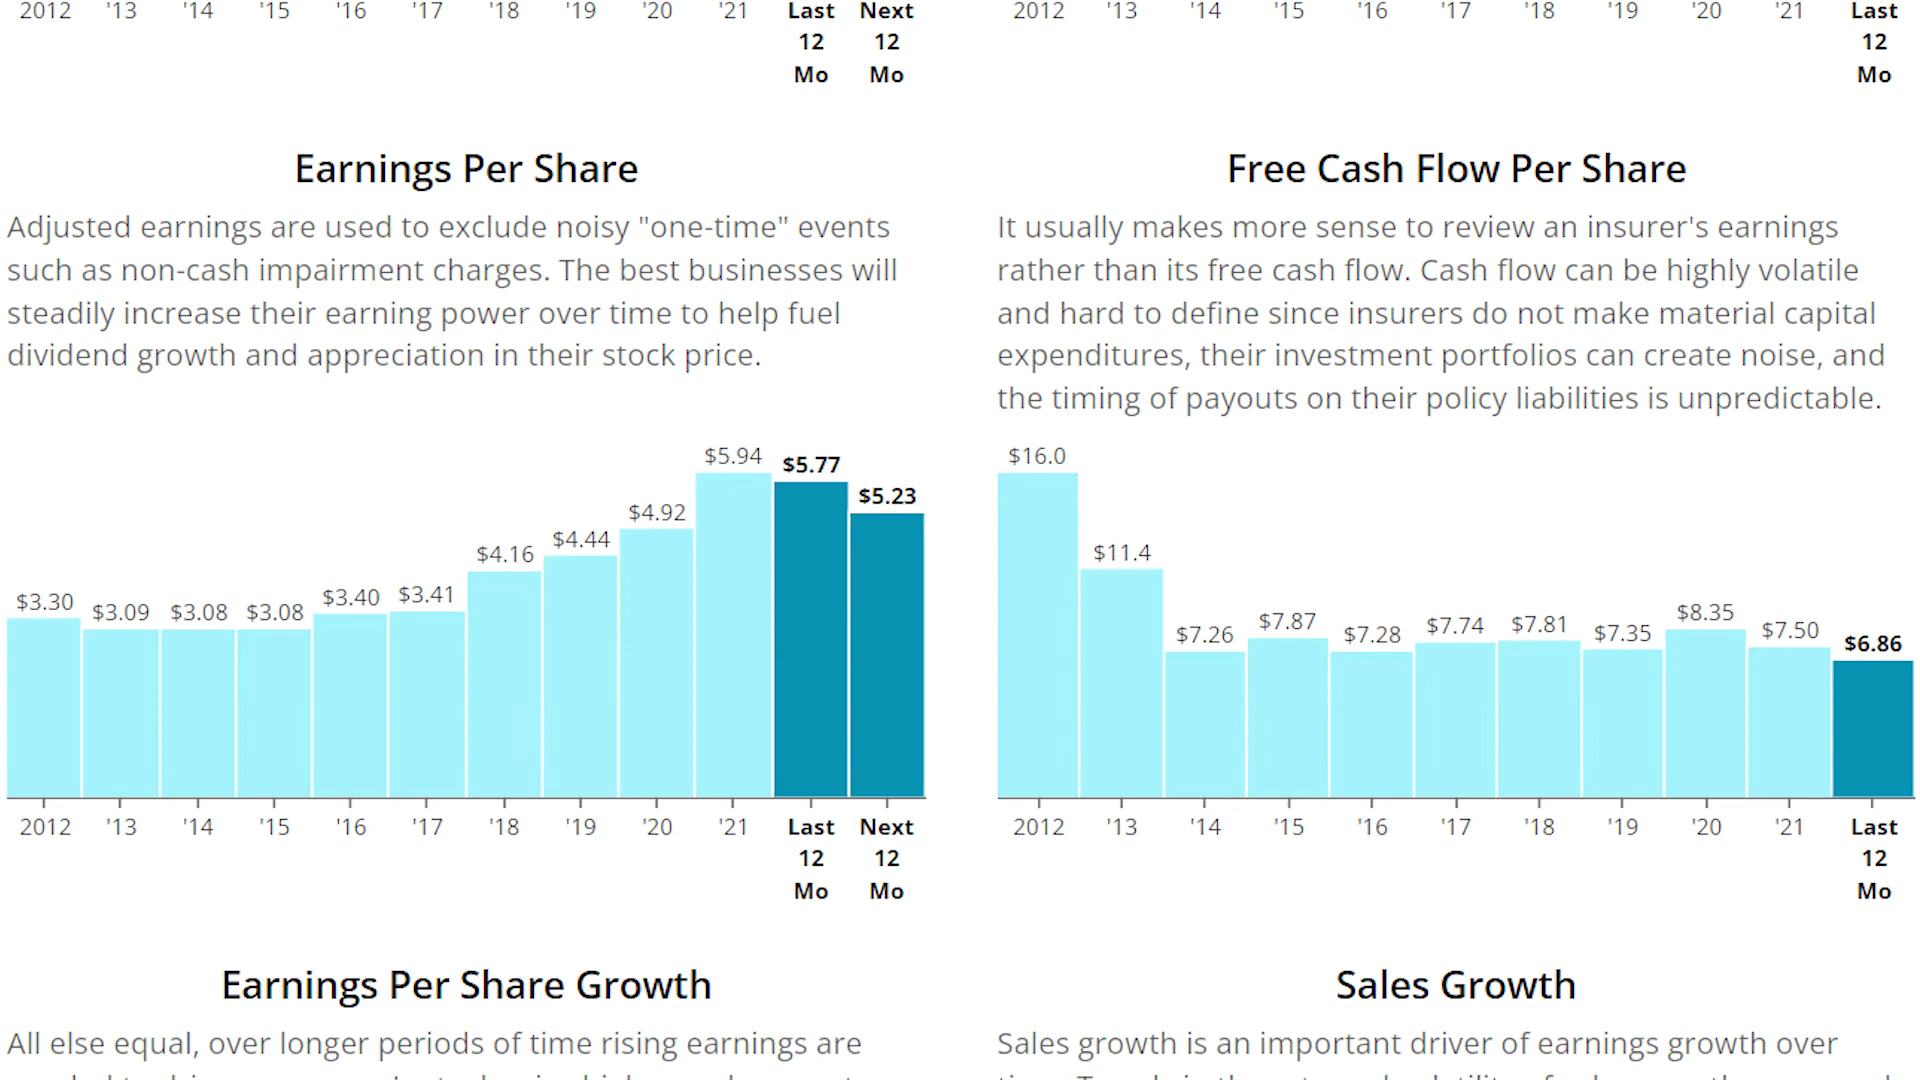 2012 '13 '14 '15 '16 '17 '18 '19 '20 '21 Last Next
12 12
Mo Mo
2012 '13 '14 '15 '16 '17 '18 '19 '20 '21 Last
12
Mo
Earnings Per Share
Adjusted earnings are used to exclude noisy "one-time" events
such as non-cash impairment charges. The best businesses will
steadily increase their earning power over time to help fuel
dividend growth and appreciation in their stock price.
$3.30 $3.09 $3.08 $3.08 $3.40 $3.41 $4.16 $4.44 $4.92 $5.94 $5.77 $5.23
2012 '13 '14 '15 '16 '17 '18 '19 '20 '21 Last Next
12 12
Mo Mo
Free Cash Flow Per Share
It usually makes more sense to review an insurer's earnings
rather than its free cash flow. Cash flow can be highly volatile
and hard to define since insurers do not make material capital
expenditures, their investment portfolios can create noise, and
the timing of payouts on their policy liabilities is unpredictable.
$16.0 $11.4 $7.26 $7.87 $7.28 $7.74 $7.81 $7.35 $8.35 $7.50 $6.86
2012 '13 '14 '15 '16 '17 '18 '19 '20 '21 Last
12
Mo
Earnings Per Share Growth
All else equal, over longer periods of time rising earnings are
Sales Growth
Sales growth is an important driver of earnings growth over